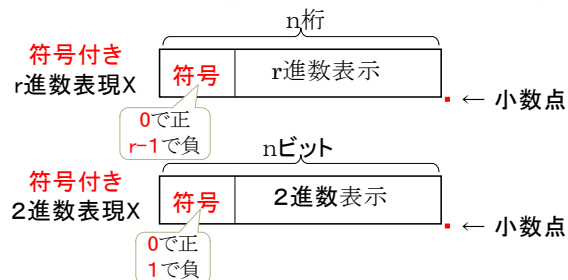 n桁
符号付き
r進数表現X
符号
r進数表示
← 小数点
0で正
r-1で負
nビット
符号付き
2進数表現X
符号
2進数表示
← 小数点
0で正
1で負